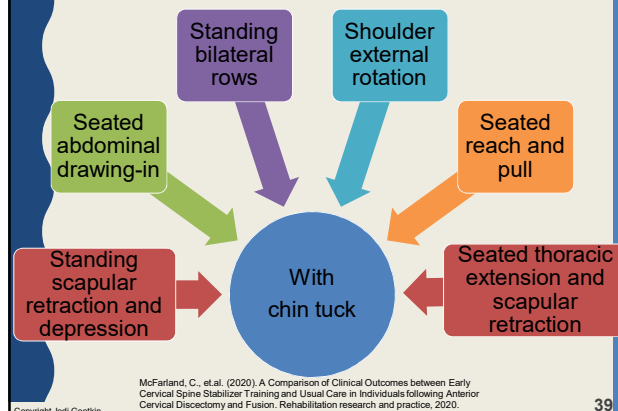 Standing
bilateral
rows
Shoulder
external
rotation
Seated
abdominal
drawing-in
Seated
reach and
pull
Standing
scapular
retraction and
depression
With
chin tuck
Seated thoracic
extension and
scapular
retraction
McFarland, C., et.al. (2020). A Comparison of Clinical Outcomes between Early
Cervical Spine Stabilizer Training and Usual Care in Individuals following Anterior
Cervical Discectomy and Fusion. Rehabilitation research and practice, 2020.
Copyright Jodi
39